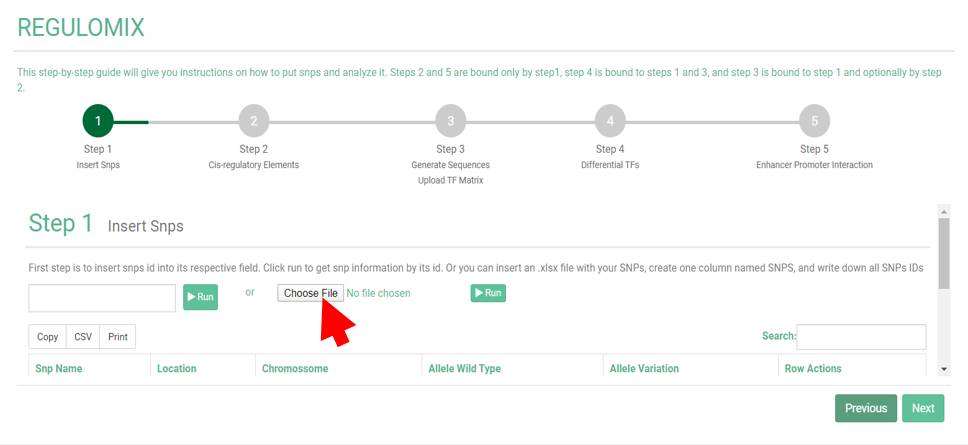 REGULOMIX
This step-by-step guide will give you instructions on how to put snps and analyze it. Steps 2 and 5 are bound only by step1, step 4 is bound to steps 1 and 3, and step 3 is bound to step 1 and optionally by step
2.
1 2 3 4 5
Step 1 Step 2 Step 3 Step 4 Step 5
Insert Snps Cis-regulatory Elements Generate Sequences Differential TFs Enhancer Promoter Interaction
Upload TF Matrix
Step 1 Insert Snps
First step is to insert snps id into its respective field. Click run to get snp information by its id. Or you can insert an .xlsx file with your SNPs, create one column named SNPS, and write down all SNPs IDs
Run or Choose File No file chosen Run
Copy CSV Print Search:
Snp Name Location Chromossome Allele Wild Type Allele Variation Row Actions
Previous Next